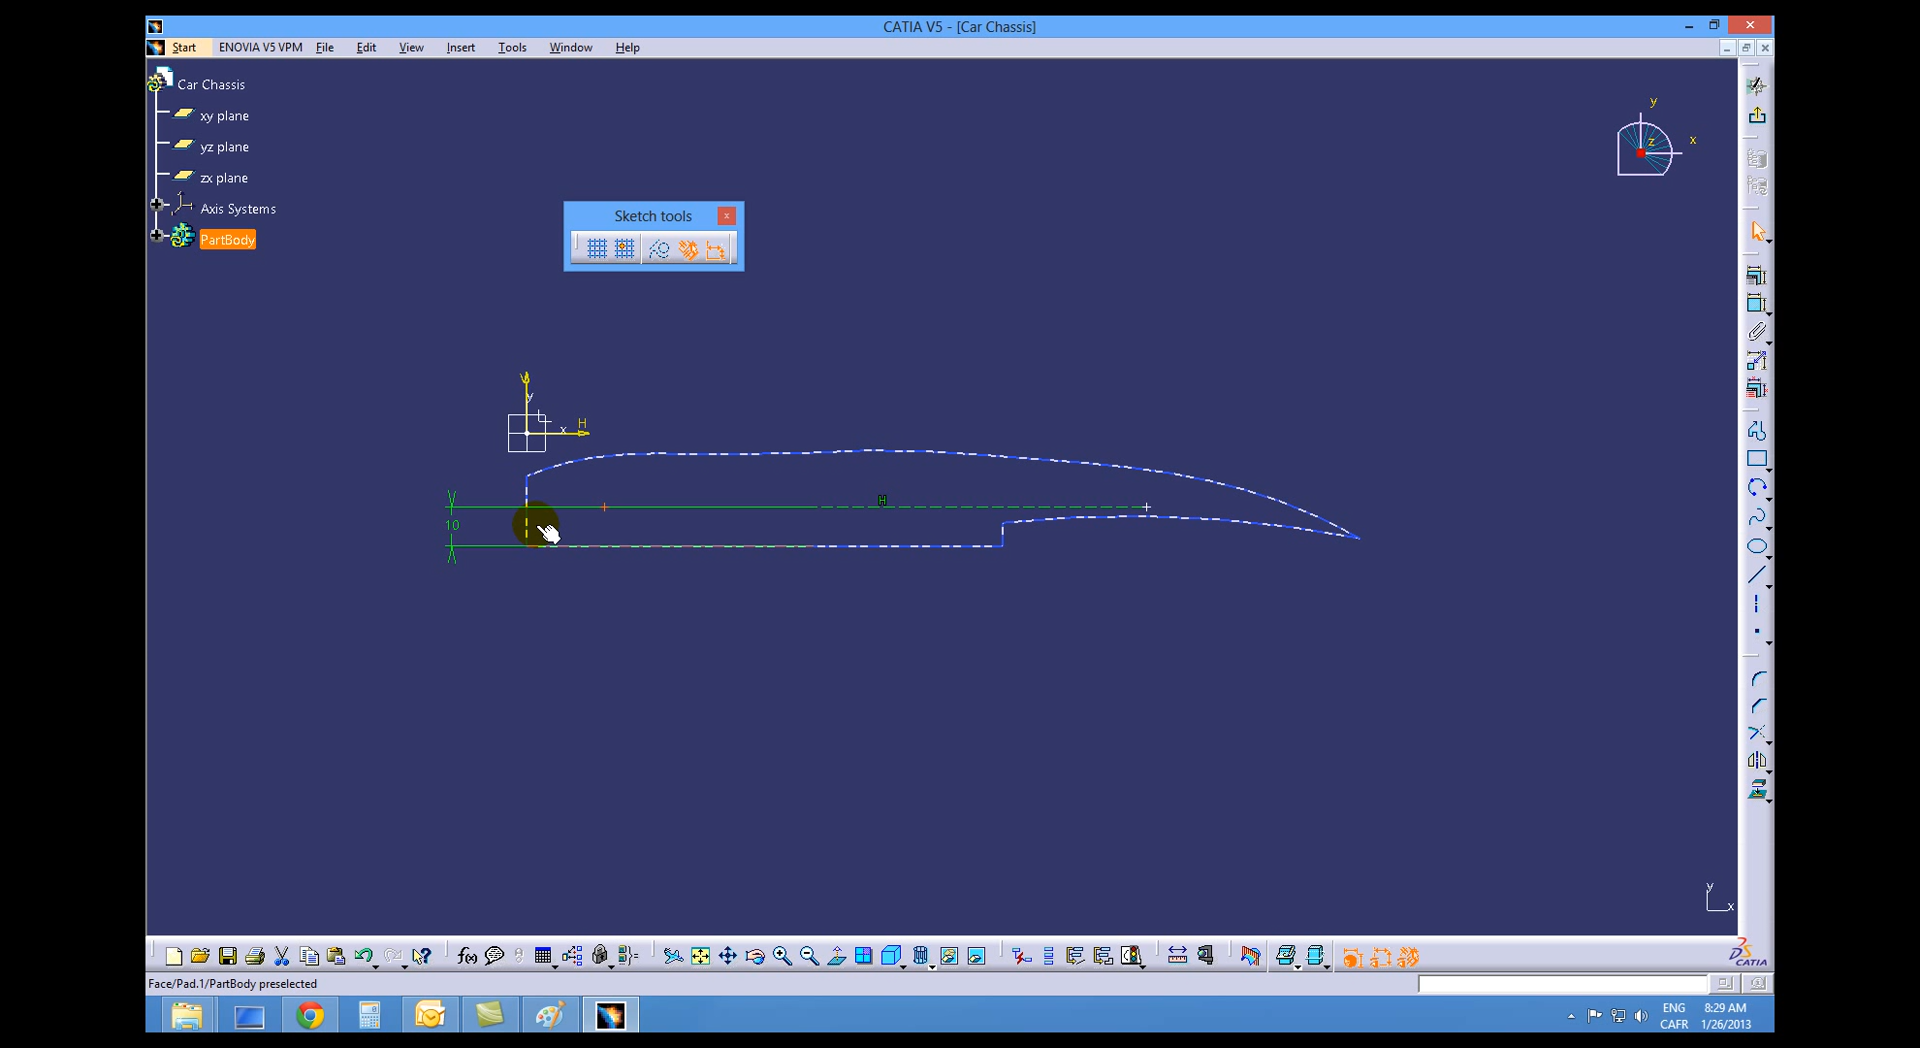 CATIA V5 - [Car Chassis]
Start ENOVIA V5 VPM File Edit View Insert Tools Window Help
Car Chassis
xy plane
yz plane
zx plane
Axis Systems
PartBody
Sketch tools
y
x
z
V
y
H
x
H
10
y
x
f(x)
CATIA
Face/Pad.1/PartBody preselected
ENG 8:29 AM
CAFR 1/26/2013